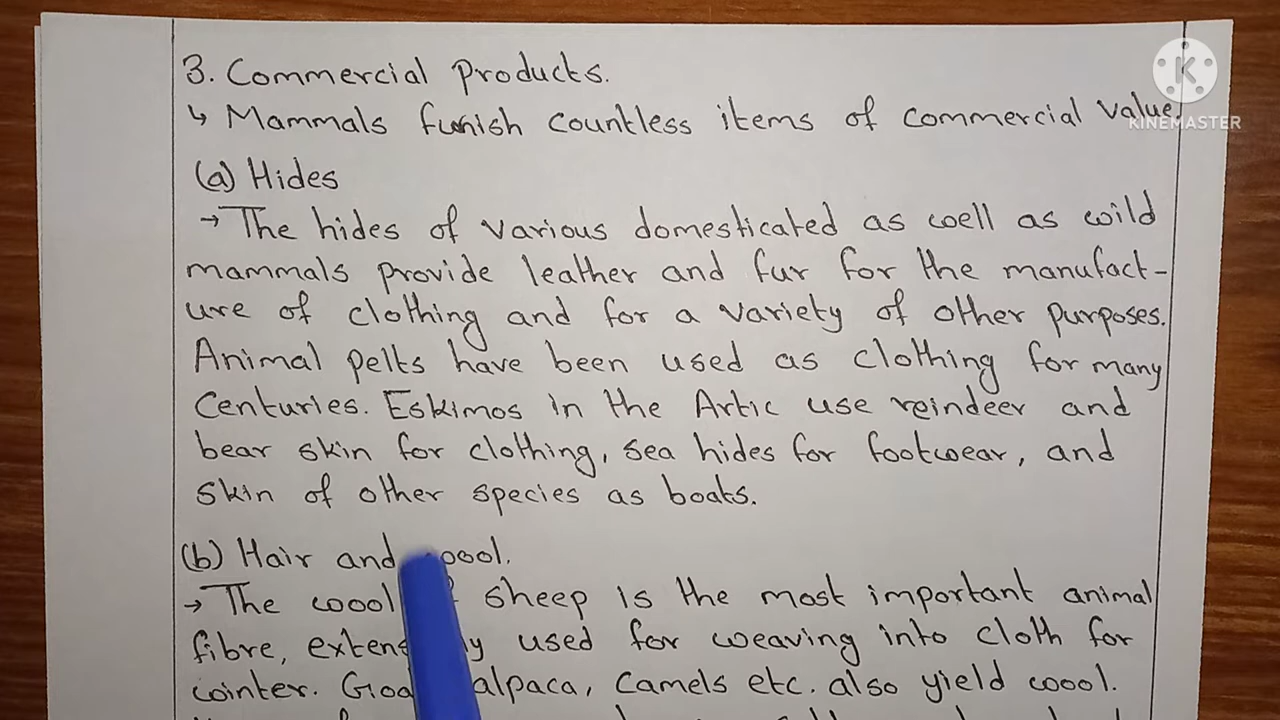 3. Commercial products.
↳ Mammals funish countless items of commercial value
(a) Hides
→ The hides of various domesticated as well as wild
mammals provide leather and fur for the manufact-
ure of clothing and for a variety of other purposes.
Animal pelts have been used as clothing for many
Centuries. Eskimos in the Artic use reindeer and
bear skin for clothing, sea hides for footwear, and
skin of other species as boats.
(b) Hair and
→ The wool sheep is the most important animal
fibre, used for weaving into cloth for
winter. alpaca, camels etc. also yield wool.
K
KINEMASTER